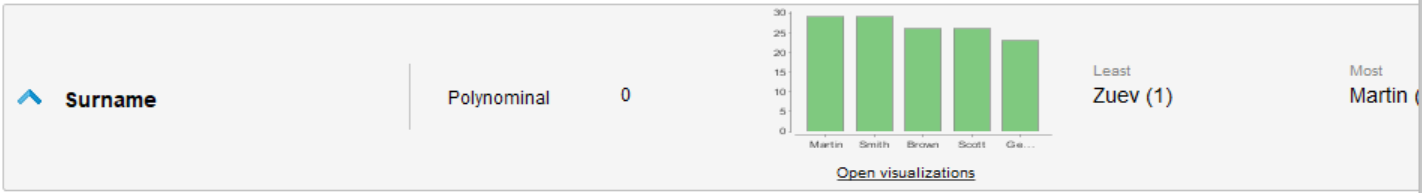 Surname
Polynominal
0
30
25
20
15
10
5
0
Martin Smith Brown Scott Ge...
Open visualizations
Least
Zuev (1)
Most
Martin (